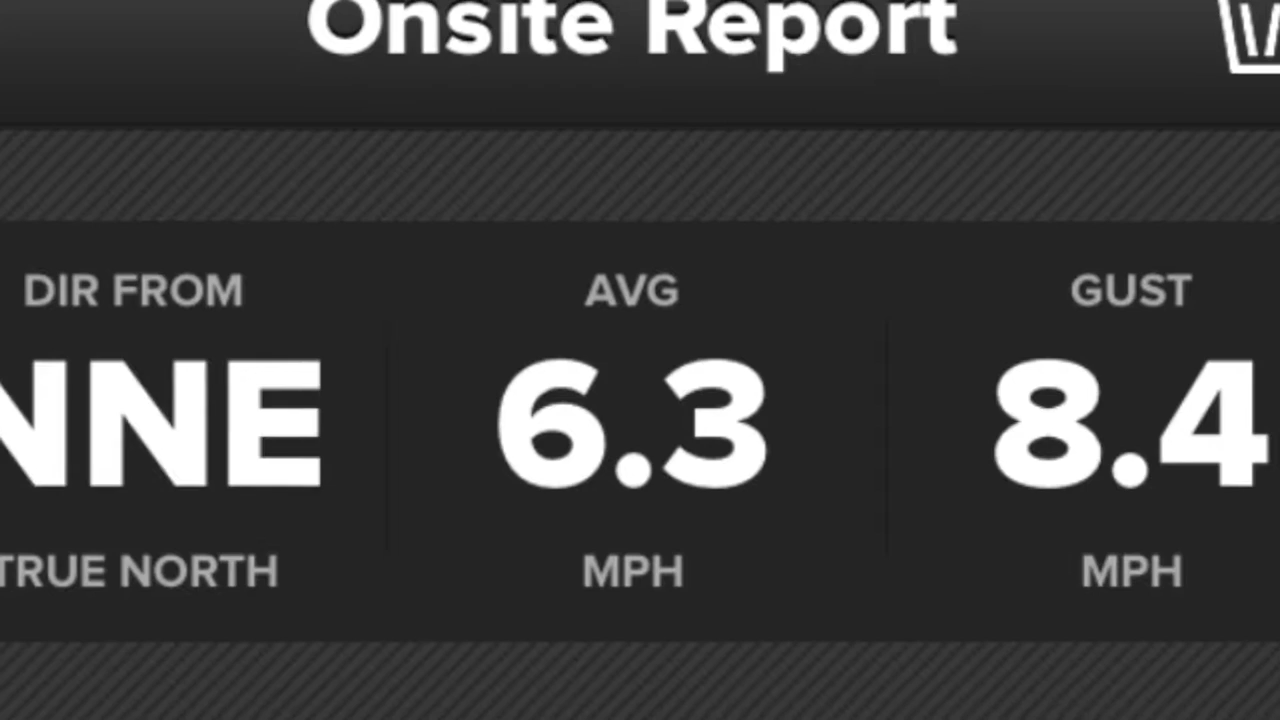 Onsite Report
DIR FROM AVG GUST
NNE 6.3 8.4
TRUE NORTH MPH MPH